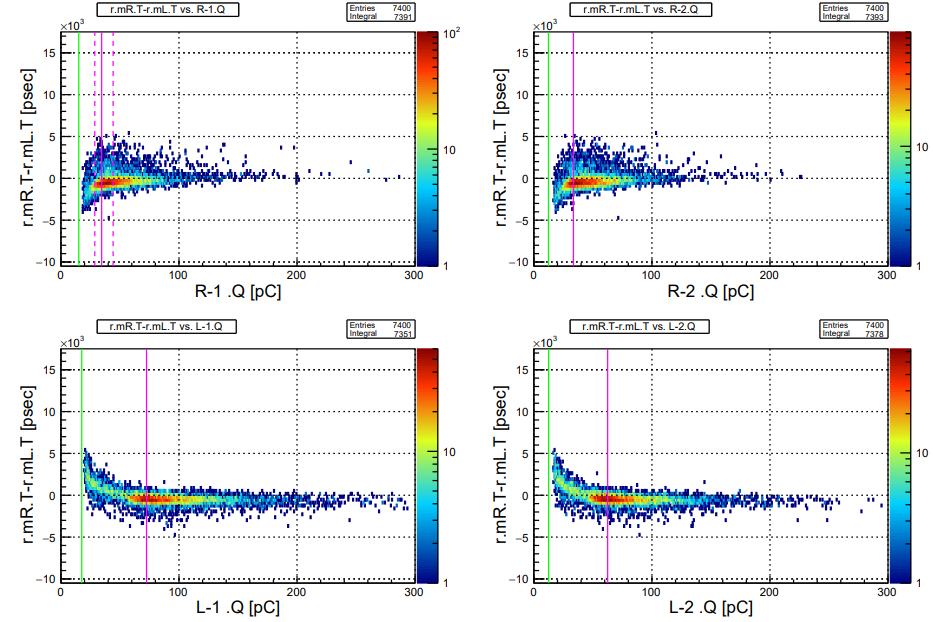 r.mR.T-r.mL.T vs. R-1.Q
Entries 7400
Integral 7391
×10³
r.mR.T-r.mL.T [psec]
15
10
5
0
−5
−10
0 100 200 300
R-1 .Q [pC]
10²
10
1
r.mR.T-r.mL.T vs. R-2.Q
Entries 7400
Integral 7393
×10³
r.mR.T-r.mL.T [psec]
15
10
5
0
−5
−10
0 100 200 300
R-2 .Q [pC]
10
1
r.mR.T-r.mL.T vs. L-1.Q
Entries 7400
Integral 7351
×10³
r.mR.T-r.mL.T [psec]
15
10
5
0
−5
−10
0 100 200 300
L-1 .Q [pC]
10
1
r.mR.T-r.mL.T vs. L-2.Q
Entries 7400
Integral 7378
×10³
r.mR.T-r.mL.T [psec]
15
10
5
0
−5
−10
0 100 200 300
L-2 .Q [pC]
10
1